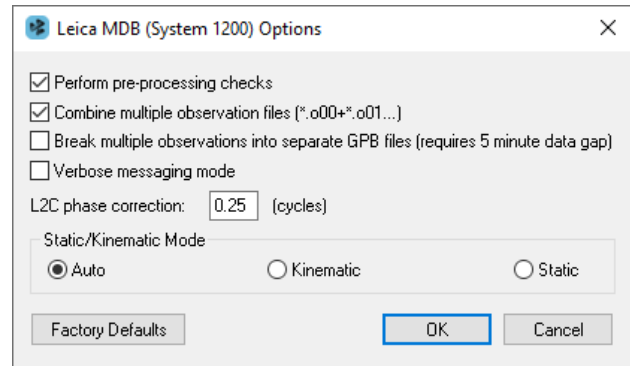 Leica MDB (System 1200) Options
Perform pre-processing checks
Combine multiple observation files (*.o00+*.o01...)
Break multiple observations into separate GPB files (requires 5 minute data gap)
Verbose messaging mode
L2C phase correction: 0.25 (cycles)
Static/Kinematic Mode
Auto Kinematic Static
Factory Defaults OK Cancel